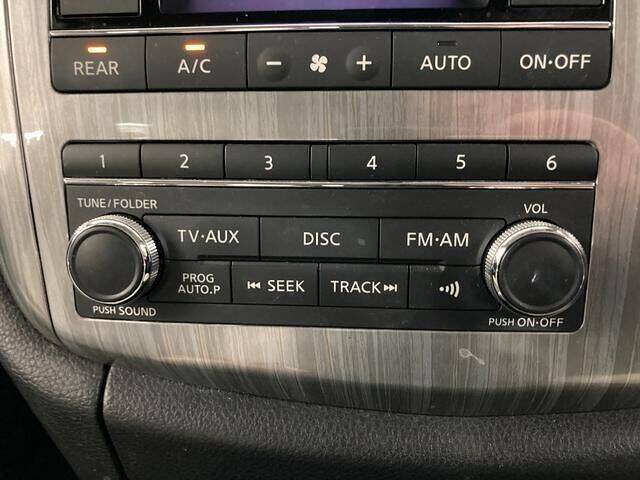 REAR A/C − + AUTO ON·OFF
1 2 3 4 5 6
TUNE/FOLDER VOL
TV·AUX DISC FM·AM
PROG AUTO.P SEEK TRACK
PUSH SOUND PUSH ON·OFF